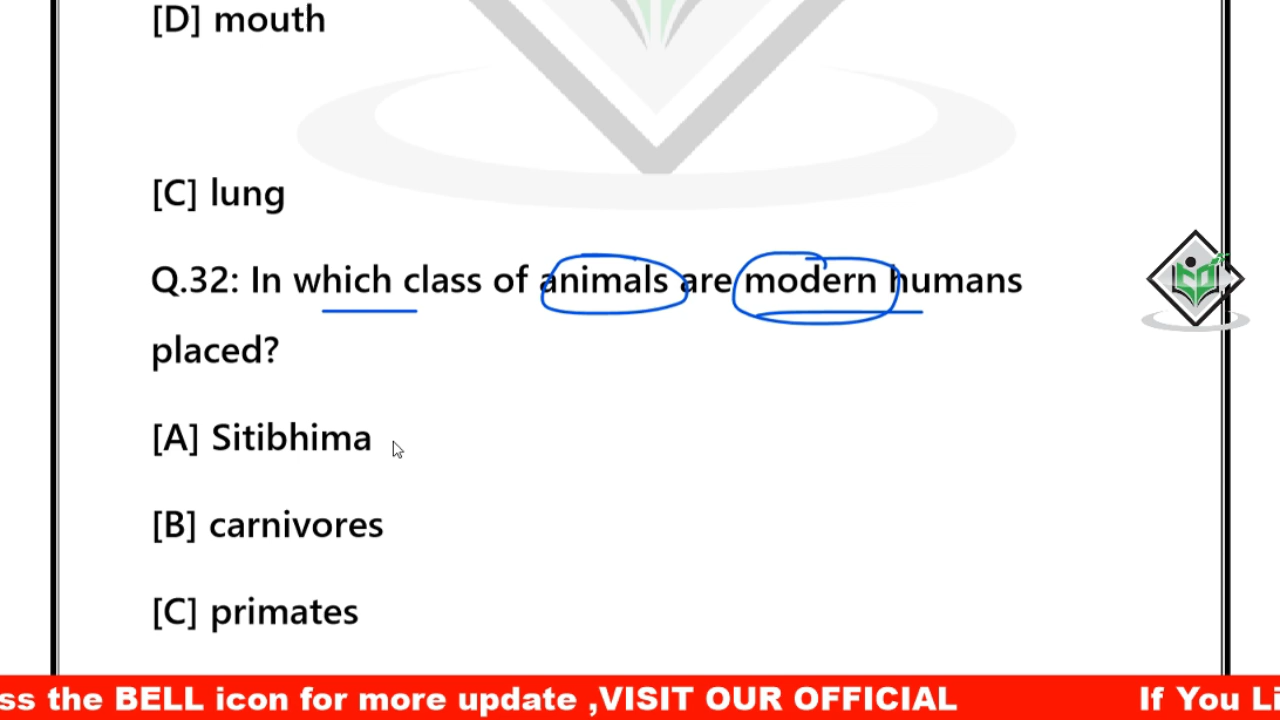 [D] mouth
[C] lung
Q.32: In which class of animals are modern humans
placed?
[A] Sitibhima
[B] carnivores
[C] primates
ss the BELL icon for more update ,VISIT OUR OFFICIAL If You Li